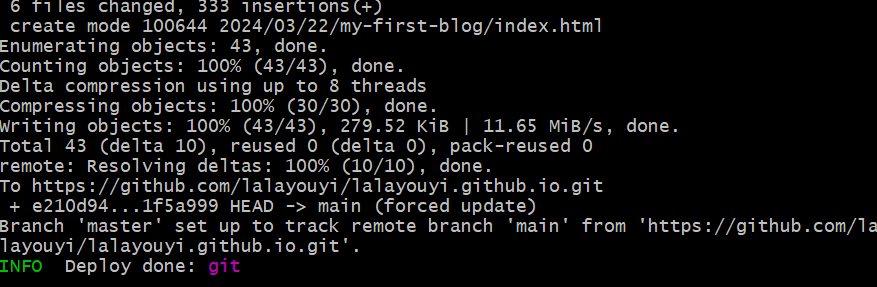 6 files changed, 333 insertions(+)
create mode 100644 2024/03/22/my-first-blog/index.html
Enumerating objects: 43, done.
Counting objects: 100% (43/43), done.
Delta compression using up to 8 threads
Compressing objects: 100% (30/30), done.
Writing objects: 100% (43/43), 279.52 KiB | 11.65 MiB/s, done.
Total 43 (delta 10), reused 0 (delta 0), pack-reused 0
remote: Resolving deltas: 100% (10/10), done.
To https://github.com/lalayouyi/lalayouyi.github.io.git
 + e210d94...1f5a999 HEAD -> main (forced update)
Branch 'master' set up to track remote branch 'main' from 'https://github.com/la
layouyi/lalayouyi.github.io.git'.
INFO  Deploy done: git